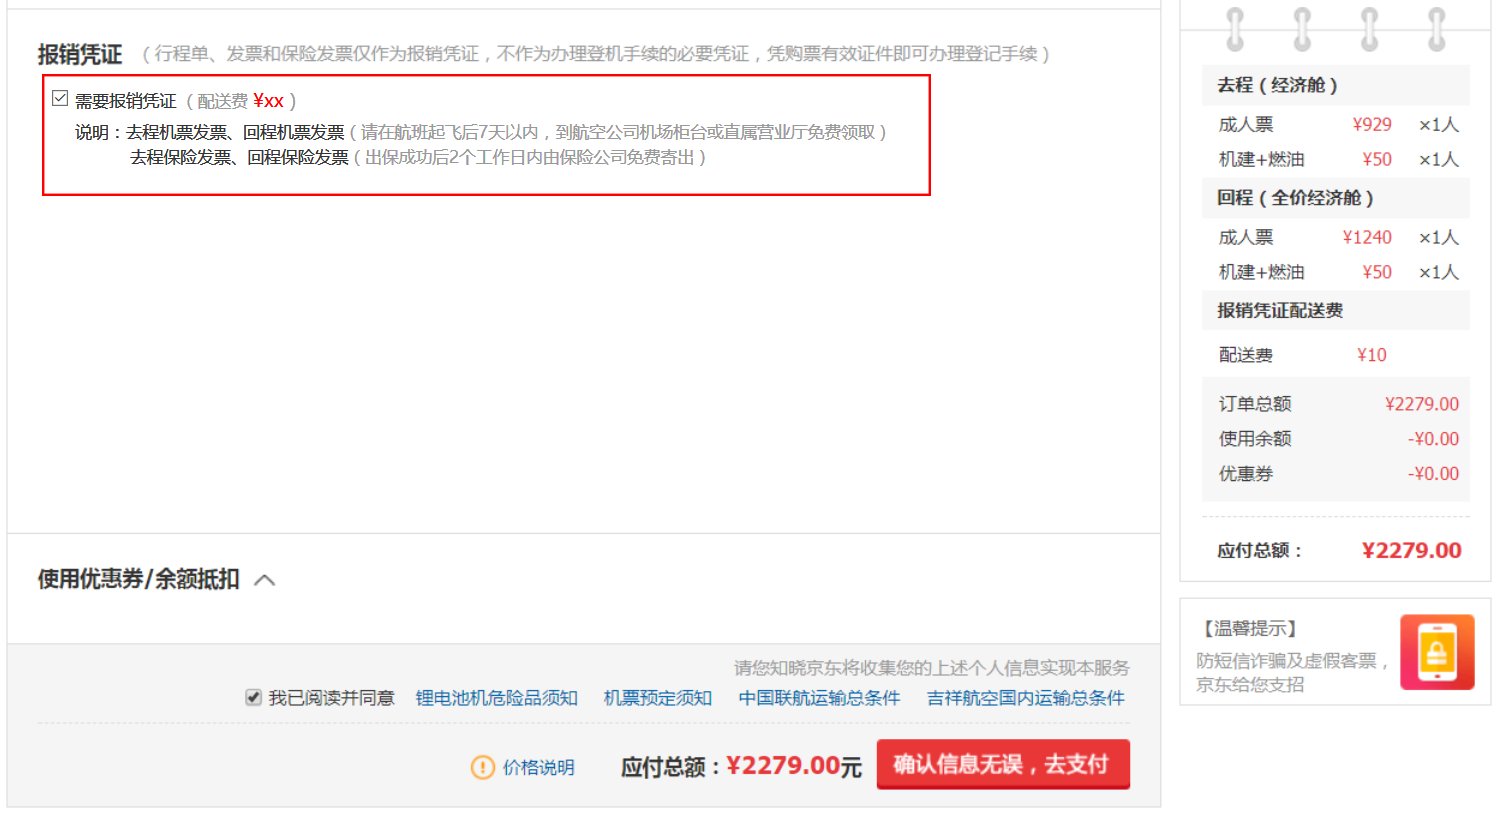 报销凭证 （行程单、发票和保险发票仅作为报销凭证，不作为办理登机手续的必要凭证，凭购票有效证件即可办理登记手续）
需要报销凭证（配送费 ¥xx ）
说明：去程机票发票、回程机票发票（请在航班起飞后7天以内，到航空公司机场柜台或直属营业厅免费领取）
去程保险发票、回程保险发票（出保成功后2个工作日内由保险公司免费寄出）
使用优惠券/余额抵扣
请您知晓京东将收集您的上述个人信息实现本服务
我已阅读并同意 锂电池机危险品须知 机票预定须知 中国联航运输总条件 吉祥航空国内运输总条件
价格说明 应付总额：¥2279.00元 确认信息无误，去支付
去程（经济舱）
成人票 ¥929 ×1人
机建+燃油 ¥50 ×1人
回程（全价经济舱）
成人票 ¥1240 ×1人
机建+燃油 ¥50 ×1人
报销凭证配送费
配送费 ¥10
订单总额 ¥2279.00
使用余额 -¥0.00
优惠券 -¥0.00
应付总额： ¥2279.00
【温馨提示】
防短信诈骗及虚假客票，
京东给您支招